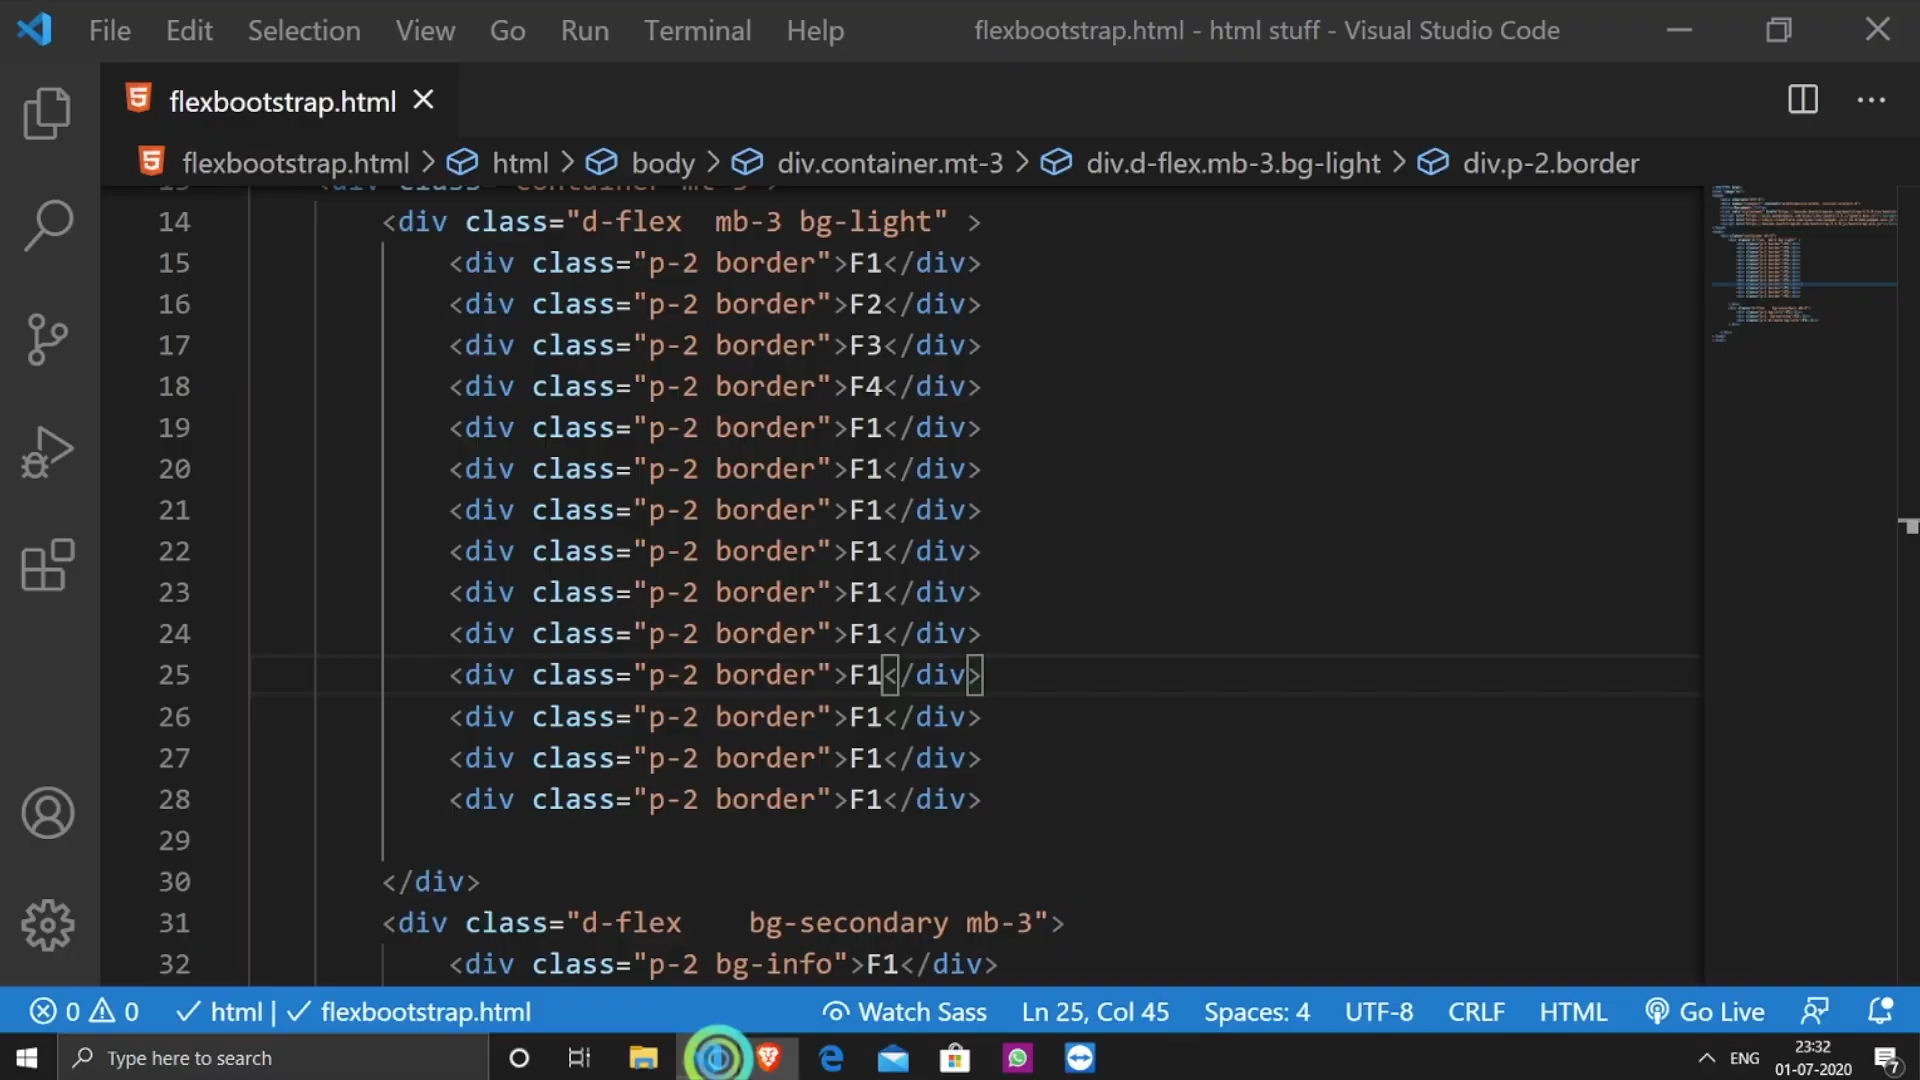 File Edit Selection View Go Run Terminal Help flexbootstrap.html - html stuff - Visual Studio Code
flexbootstrap.html
flexbootstrap.html > html > body > div.container.mt-3 > div.d-flex.mb-3.bg-light > div.p-2.border
14 <div class="d-flex  mb-3 bg-light" >
15 <div class="p-2 border">F1</div>
16 <div class="p-2 border">F2</div>
17 <div class="p-2 border">F3</div>
18 <div class="p-2 border">F4</div>
19 <div class="p-2 border">F1</div>
20 <div class="p-2 border">F1</div>
21 <div class="p-2 border">F1</div>
22 <div class="p-2 border">F1</div>
23 <div class="p-2 border">F1</div>
24 <div class="p-2 border">F1</div>
25 <div class="p-2 border">F1</div>
26 <div class="p-2 border">F1</div>
27 <div class="p-2 border">F1</div>
28 <div class="p-2 border">F1</div>
29
30 </div>
31 <div class="d-flex    bg-secondary mb-3">
32 <div class="p-2 bg-info">F1</div>
0 0 html | flexbootstrap.html Watch Sass Ln 25, Col 45 Spaces: 4 UTF-8 CRLF HTML Go Live
Type here to search ENG 23:32
01-07-2020 7